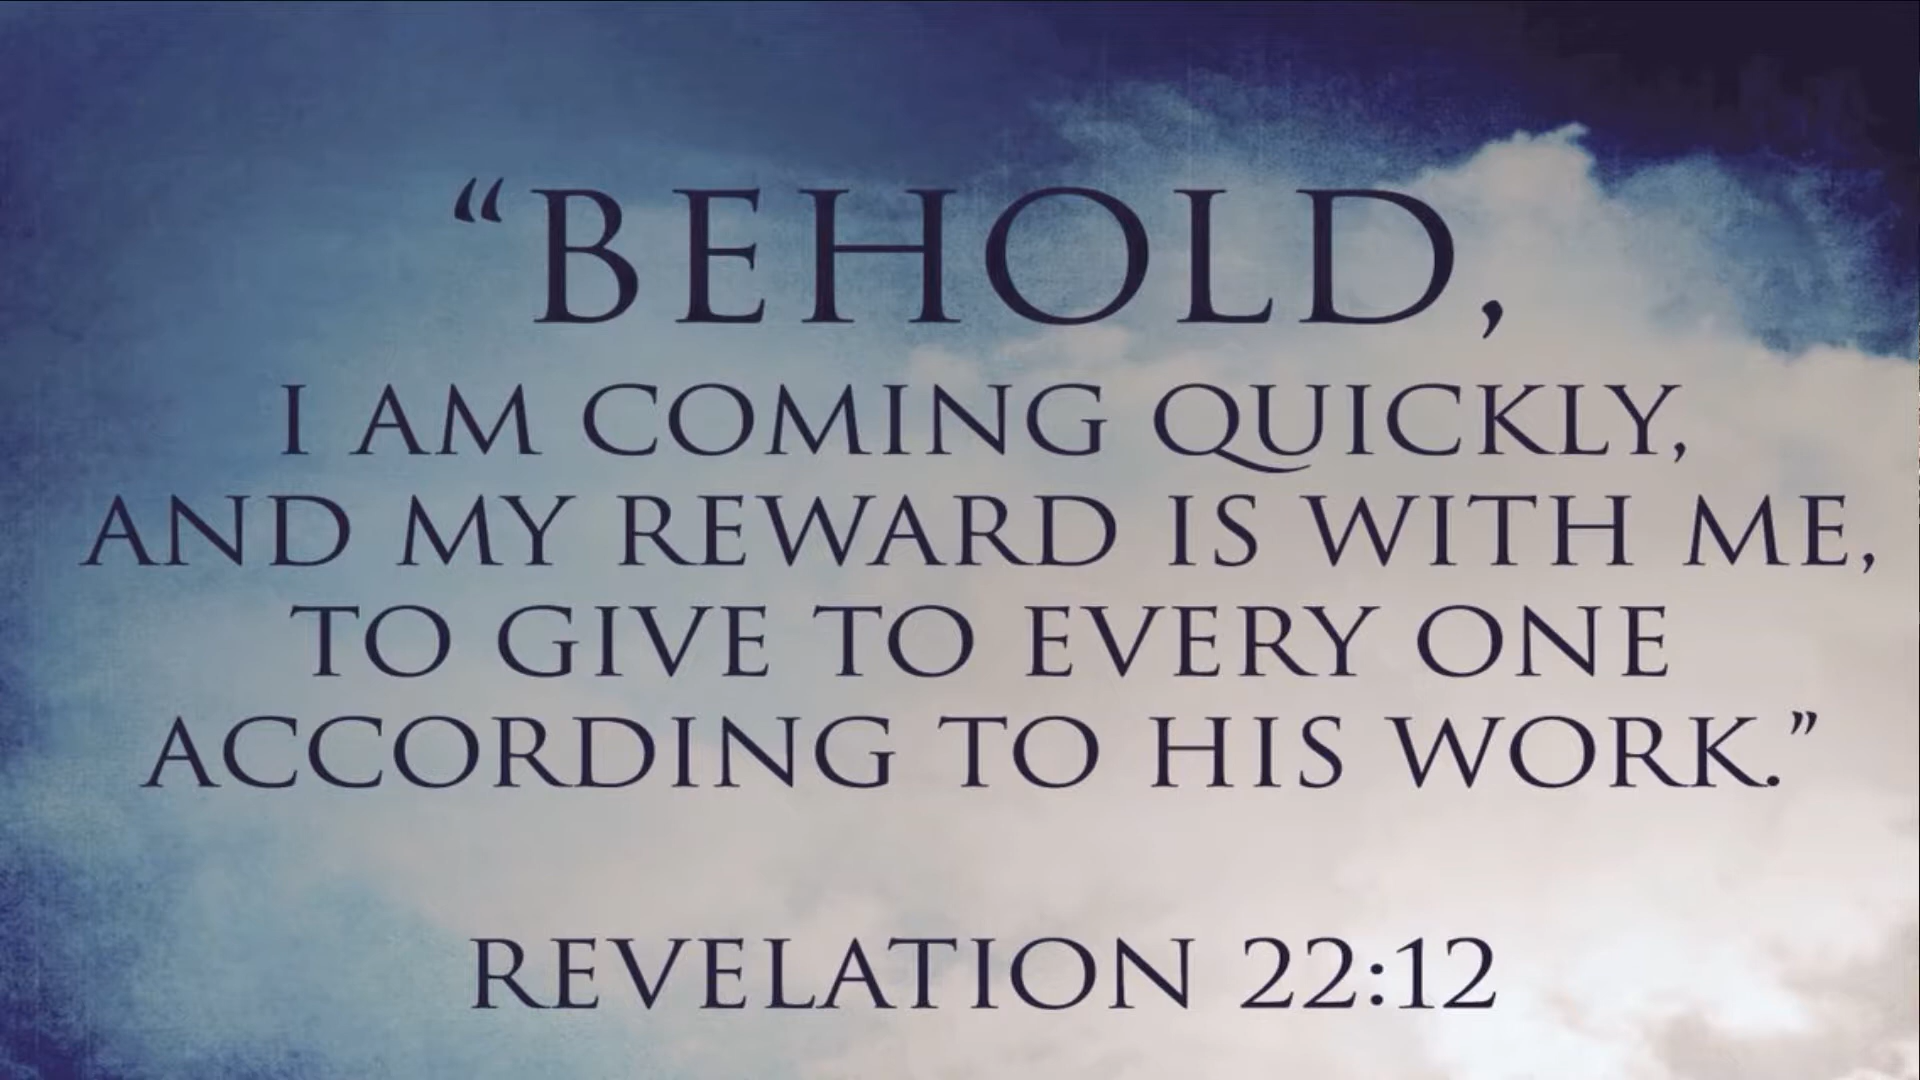 “BEHOLD,
I AM COMING QUICKLY,
AND MY REWARD IS WITH ME,
TO GIVE TO EVERY ONE
ACCORDING TO HIS WORK.”
REVELATION 22:12